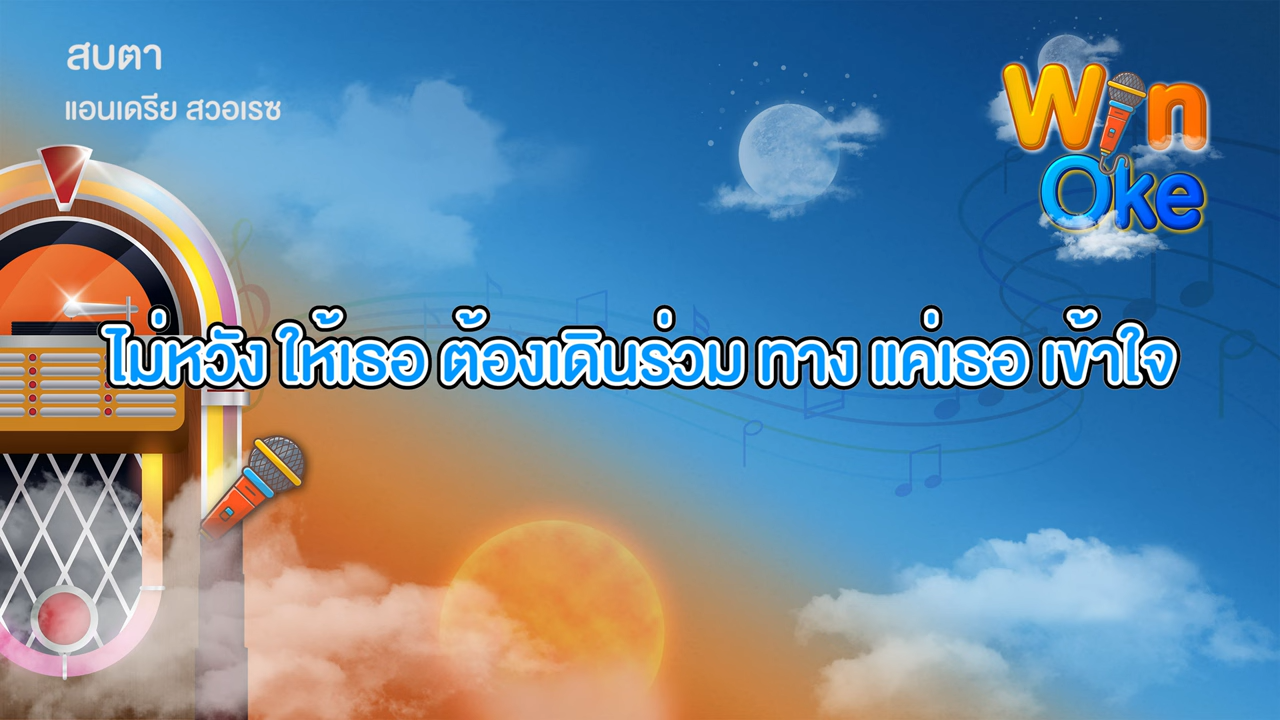 สบตา
แอนเดรีย สวอเรซ
Win
Oke
ไม่หวัง ให้เธอ ต้องเดินร่วม ทาง แค่เธอ เข้าใจ